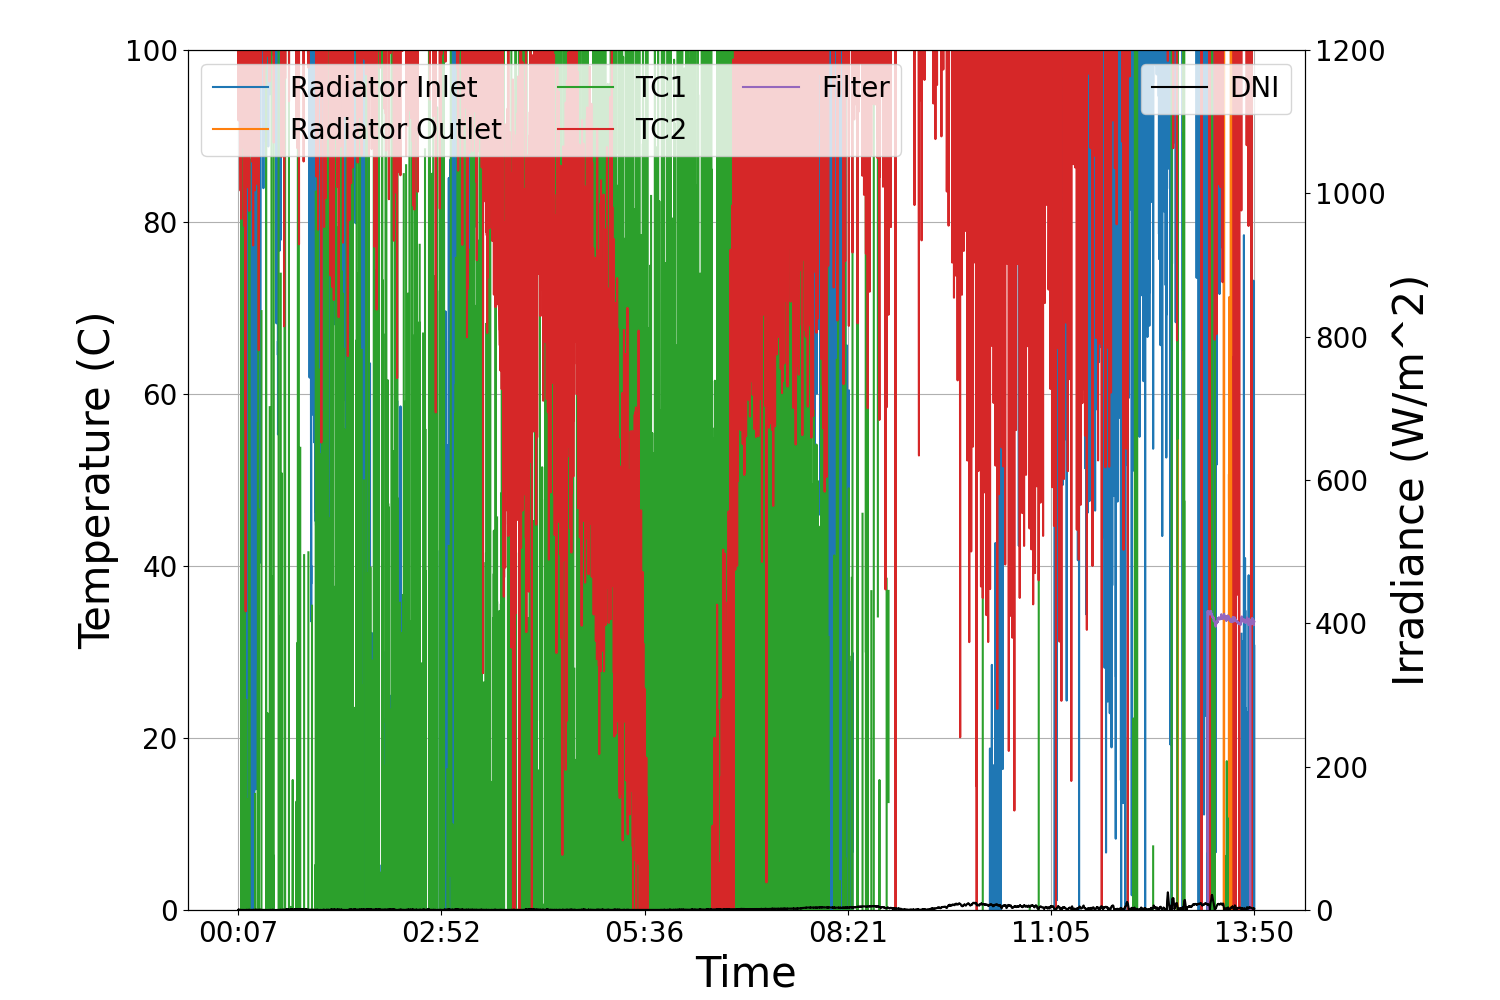 100
80
60
40
20
0
Temperature (C)
Radiator Inlet
Radiator Outlet
TC1
TC2
Filter
DNI
1200
1000
800
600
400
200
0
Irradiance (W/m^2)
00:07
02:52
05:36
08:21
11:05
13:50
Time